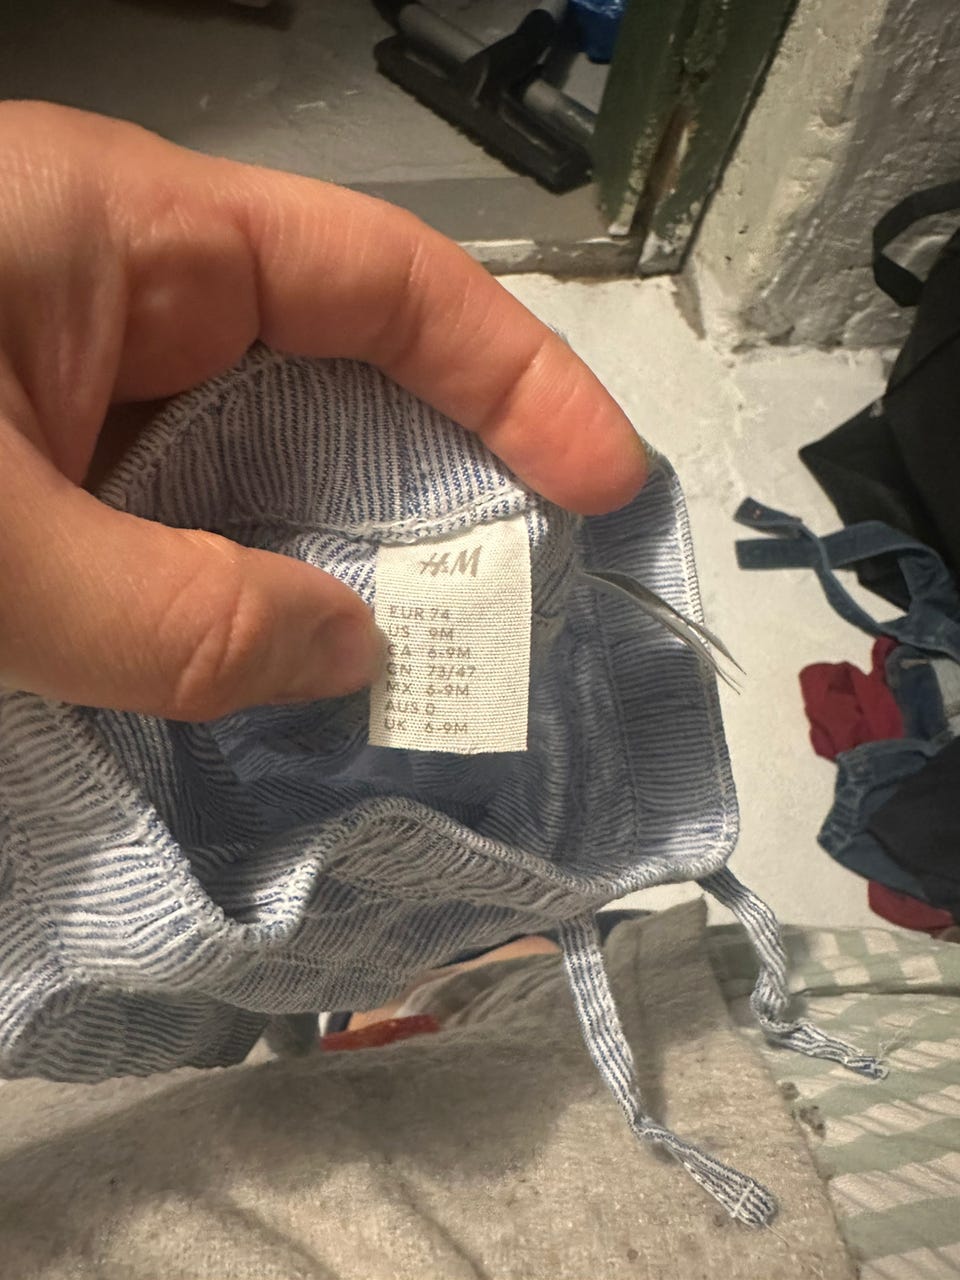 H&M
EUR 74
US 9M
CA 6-9M
CN 73/47
MX 6-9M
AUS 0
UK 6-9M